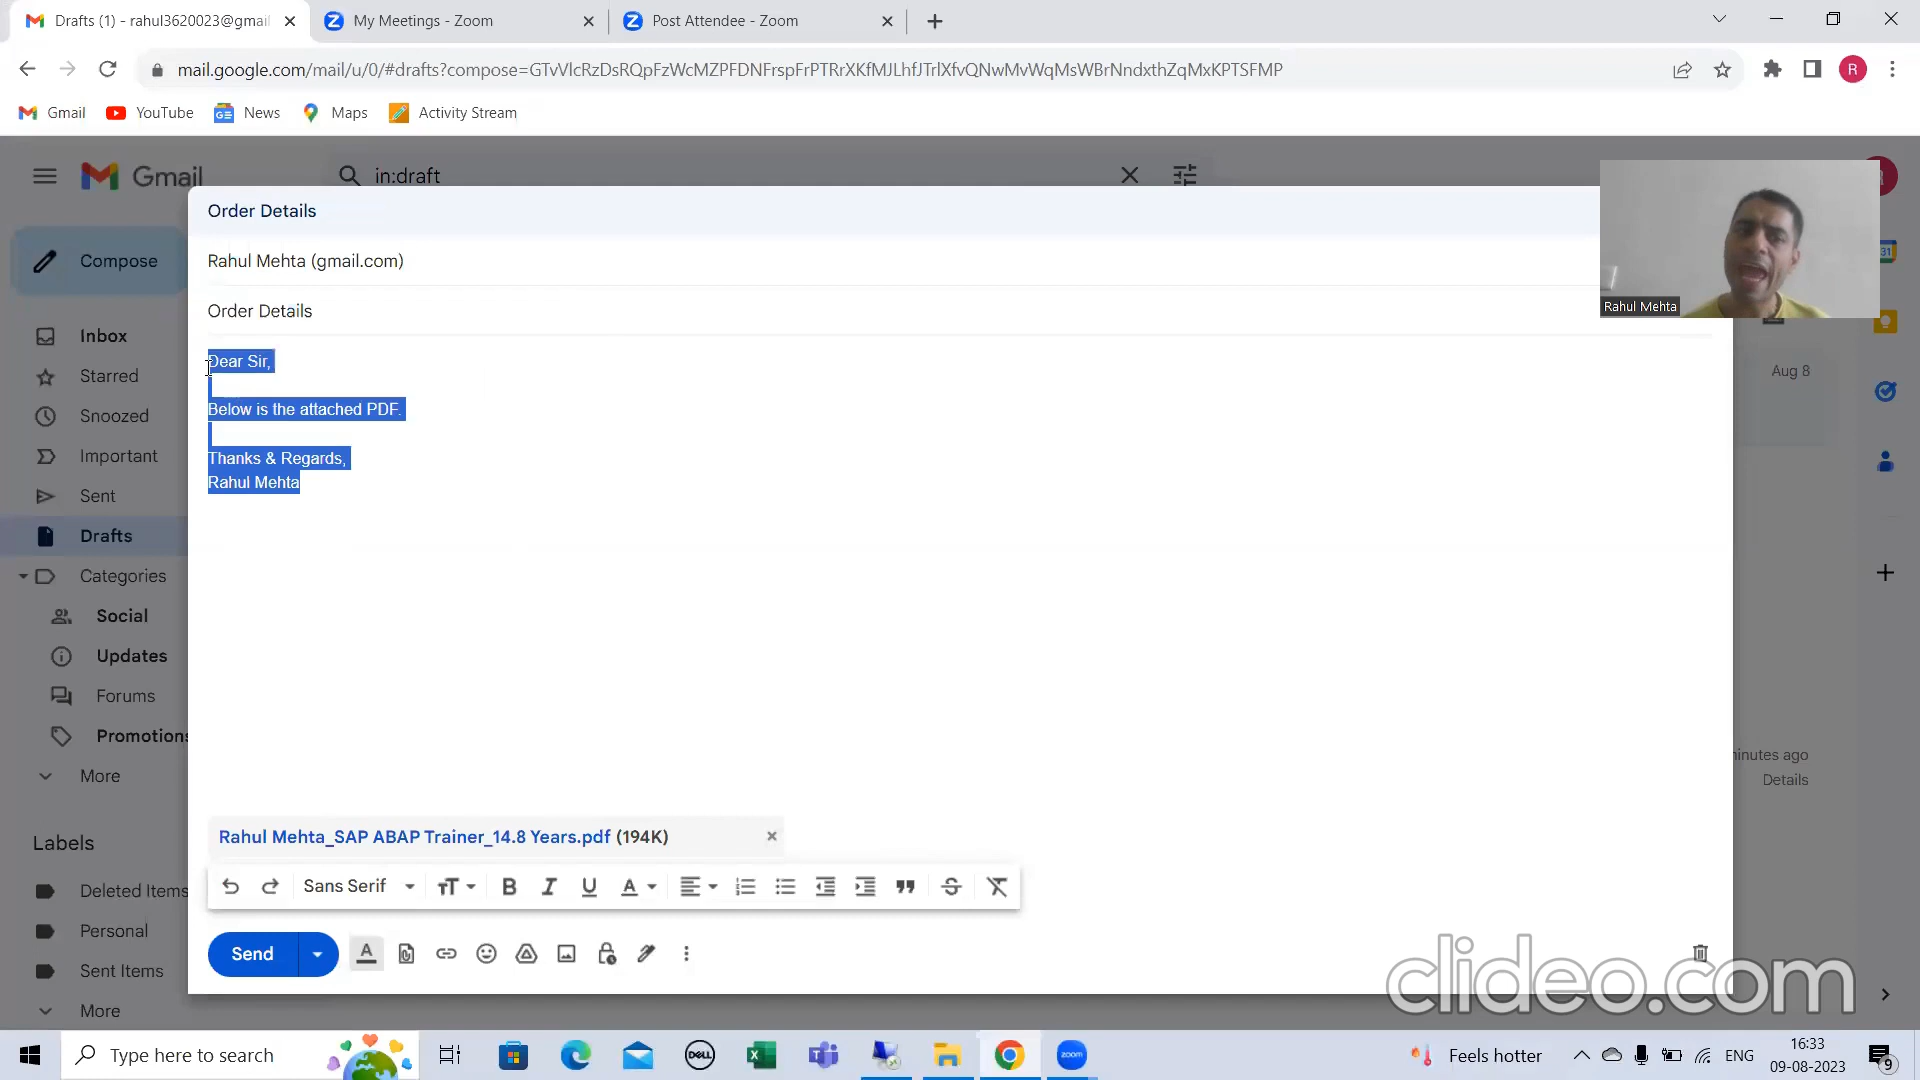 Drafts (1) - rahul3620023@gmai
My Meetings - Zoom
Post Attendee - Zoom
mail.google.com/mail/u/0/#drafts?compose=GTvVlcRzDsRQpFzWcMZPFDNFrspFrPTRrXKfMJLhfJTrlXfvQNwMvWqMsWBrNndxthZqMxKPTSFMP
R
Gmail
YouTube
News
Maps
Activity Stream
Gmail
in:draft
Order Details
Rahul Mehta (gmail.com)
Order Details
Rahul Mehta
31
Compose
Inbox
Starred
Snoozed
Important
Sent
Drafts
Categories
Social
Updates
Forums
Promotions
More
Labels
Deleted Items
Personal
Sent Items
More
Dear Sir,
Below is the attached PDF.
Thanks & Regards,
Rahul Mehta
Aug 8
minutes ago
Details
Rahul Mehta_SAP ABAP Trainer_14.8 Years.pdf (194K)
Sans Serif
Send
clideo.com
Type here to search
DELL
zoom
Feels hotter
ENG
16:33
09-08-2023
9